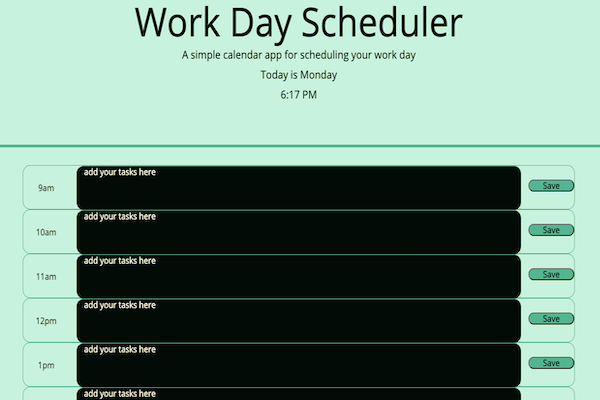 Work Day Scheduler
A simple calendar app for scheduling your work day
Today is Monday
6:17 PM
add your tasks here
9am
Save
add your tasks here
10am
Save
add your tasks here
11am
Save
add your tasks here
12pm
Save
add your tasks here
1pm
Save
add your tasks here